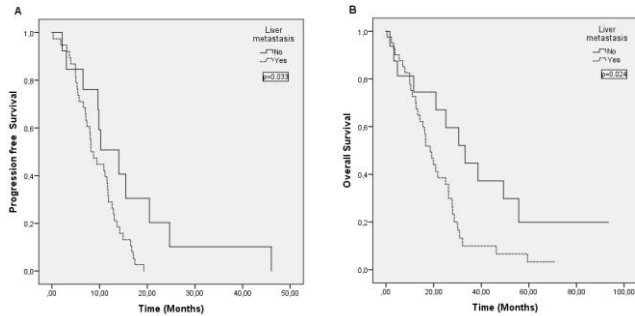 A
Liver
metastasis
No
Yes
p=0.033
Progression free Survival
1,0
0,8
0,6
0,4
0,2
0,0
,00 10,00 20,00 30,00 40,00 50,00
Time (Months)
B
Liver
metastasis
No
Yes
p=0.024
Overall Survival
1,0
0,8
0,6
0,4
0,2
0,0
,00 20,00 40,00 60,00 80,00 100,00
Time (Months)